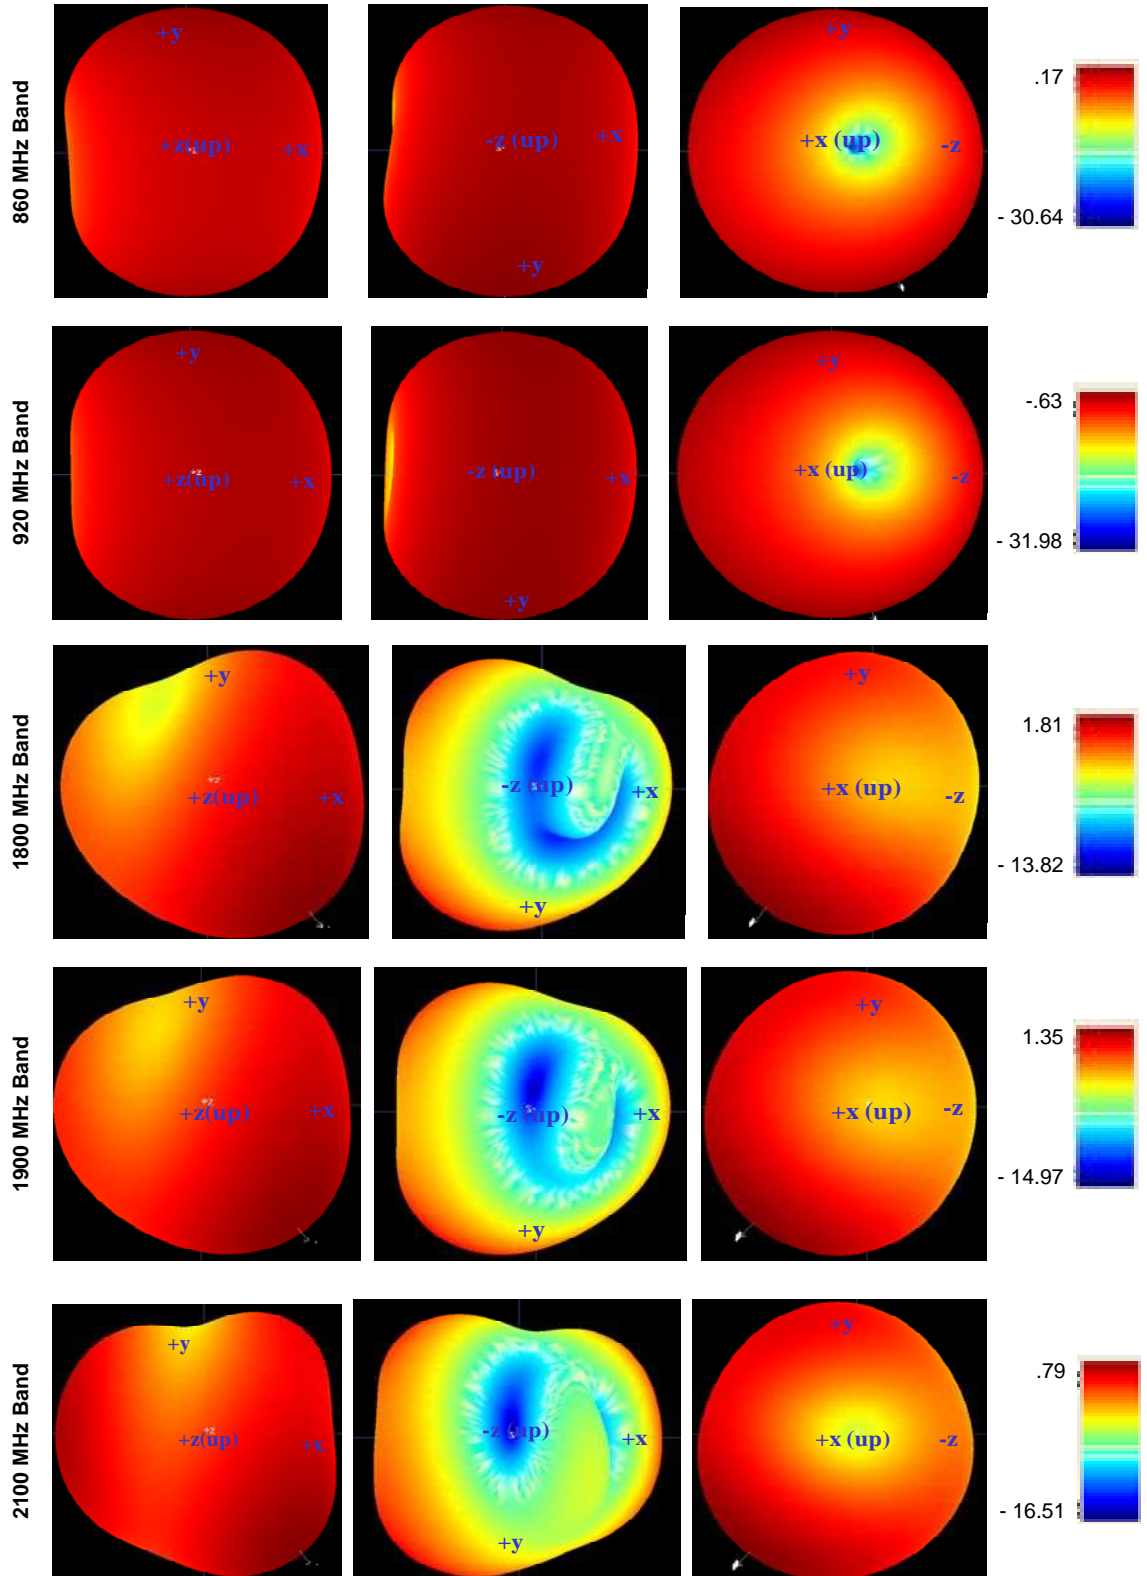 860 MHz Band
+y
+z(up)
+x
-z (up)
+x
+y
+y
+x (up)
-z
.17
- 30.64
920 MHz Band
+y
+z(up)
+x
-z (up)
+x
+y
+y
+x (up)
-z
-.63
- 31.98
1800 MHz Band
+y
+z(up)
+x
-z (up)
+x
+y
+y
+x (up)
-z
1.81
- 13.82
1900 MHz Band
+y
+z(up)
+x
-z (up)
+x
+y
+y
+x (up)
-z
1.35
- 14.97
2100 MHz Band
+y
+z(up)
+x
-z (up)
+x
+y
+y
+x (up)
-z
.79
- 16.51